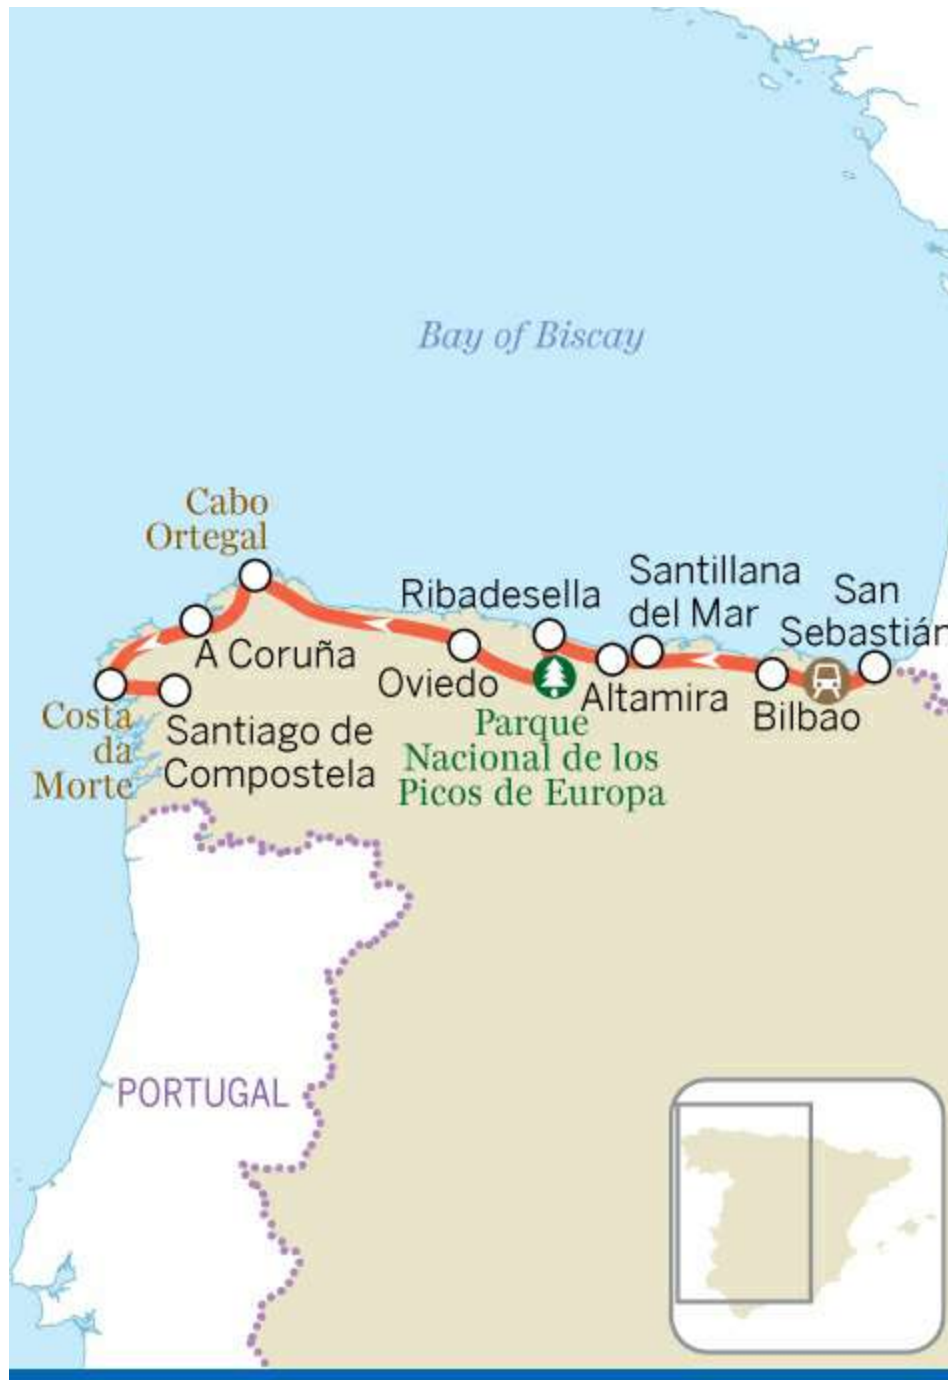 Bay of Biscay
Cabo
Ortegal
Ribadesella
Santillana
del Mar
San
Sebastián
A Coruña
Oviedo
Altamira
Bilbao
Costa
da
Morte
Santiago de
Compostela
Parque
Nacional de los
Picos de Europa
PORTUGAL